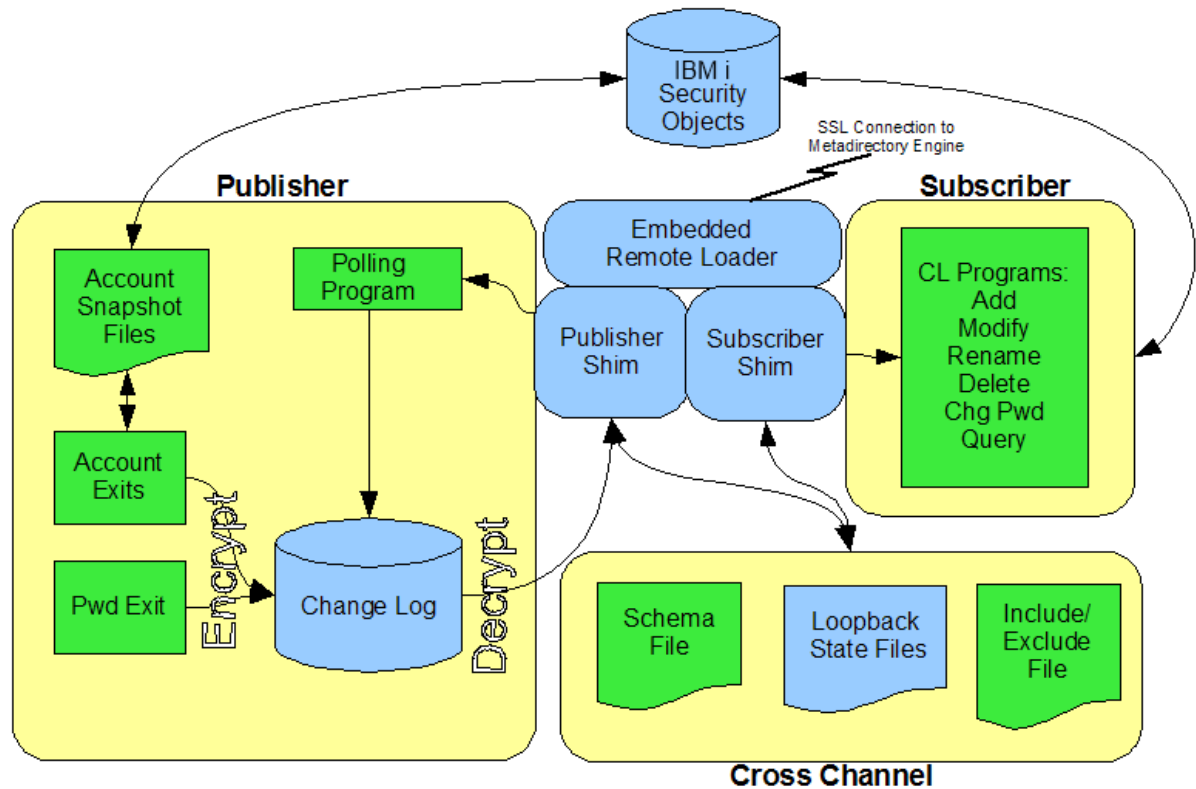 IBM i
Security
Objects
SSL Connection to
Metadirectory Engine
Publisher
Subscriber
Account
Snapshot
Files
Polling
Program
Embedded
Remote Loader
Publisher
Shim
Subscriber
Shim
CL Programs:
Add
Modify
Rename
Delete
Chg Pwd
Query
Account
Exits
Pwd Exit
Encrypt
Change Log
Decrypt
Schema
File
Loopback
State Files
Include/
Exclude
File
Cross Channel